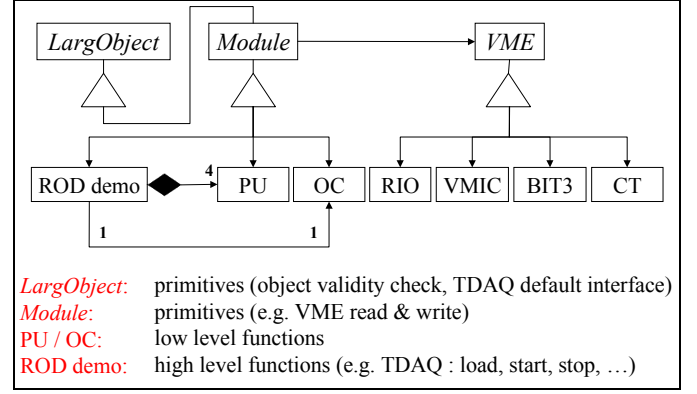 LargObject Module VME
4
ROD demo PU OC RIO VMIC BIT3 CT
1 1
LargObject: primitives (object validity check, TDAQ default interface)
Module: primitives (e.g. VME read & write)
PU / OC: low level functions
ROD demo: high level functions (e.g. TDAQ : load, start, stop, …)